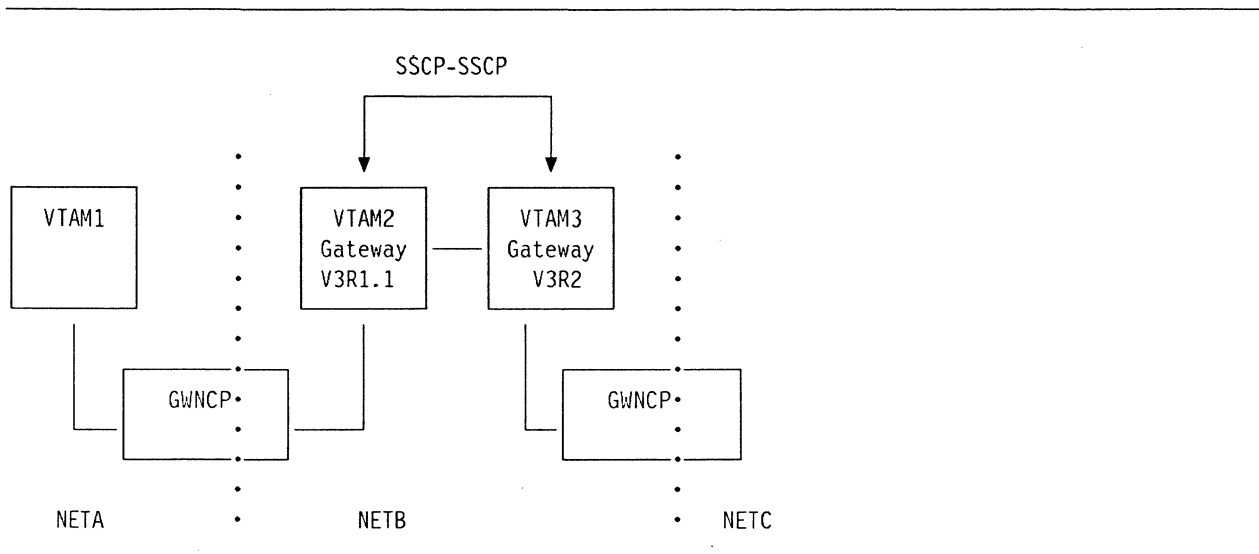 SSCP-SSCP
VTAM1
VTAM2
Gateway
V3R1.1
VTAM3
Gateway
V3R2
GWNCP
GWNCP
NETA
NETB
NETC